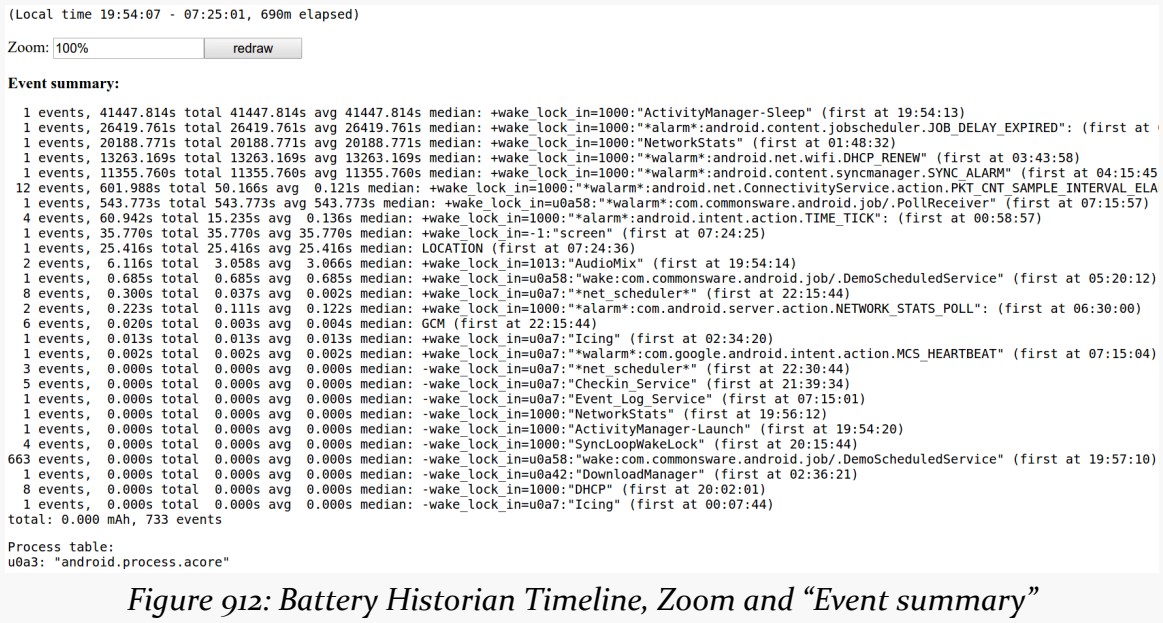 (Local time 19:54:07 - 07:25:01, 690m elapsed)
Zoom: 100% redraw
Event summary:
1 events, 41447.814s total 41447.814s avg 41447.814s median: +wake_lock_in=1000:"ActivityManager-Sleep" (first at 19:54:13)
1 events, 26419.761s total 26419.761s avg 26419.761s median: +wake_lock_in=1000:"*alarm*:android.content.jobscheduler.JOB_DELAY_EXPIRED": (first at
1 events, 20188.771s total 20188.771s avg 20188.771s median: +wake_lock_in=1000:"NetworkStats" (first at 01:48:32)
1 events, 13263.169s total 13263.169s avg 13263.169s median: +wake_lock_in=1000:"*walarm*:android.net.wifi.DHCP_RENEW" (first at 03:43:58)
1 events, 11355.760s total 11355.760s avg 11355.760s median: +wake_lock_in=1000:"*walarm*:android.content.syncmanager.SYNC_ALARM" (first at 04:15:45
12 events, 601.988s total 50.166s avg 0.121s median: +wake_lock_in=1000:"*walarm*:android.net.ConnectivityService.action.PKT_CNT_SAMPLE_INTERVAL_ELA
1 events, 543.773s total 543.773s avg 543.773s median: +wake_lock_in=u0a58:"*walarm*:com.commonsware.android.job/.PollReceiver" (first at 07:15:57)
4 events, 60.942s total 15.235s avg 0.136s median: +wake_lock_in=1000:"*alarm*:android.intent.action.TIME_TICK": (first at 00:58:57)
1 events, 35.770s total 35.770s avg 35.770s median: +wake_lock_in=-1:"screen" (first at 07:24:25)
1 events, 25.416s total 25.416s avg 25.416s median: LOCATION (first at 07:24:36)
2 events, 6.116s total 3.058s avg 3.066s median: +wake_lock_in=1013:"AudioMix" (first at 19:54:14)
1 events, 0.685s total 0.685s avg 0.685s median: +wake_lock_in=u0a58:"wake:com.commonsware.android.job/.DemoScheduledService" (first at 05:20:12)
8 events, 0.300s total 0.037s avg 0.002s median: +wake_lock_in=u0a7:"*net_scheduler*" (first at 22:15:44)
2 events, 0.223s total 0.111s avg 0.122s median: +wake_lock_in=1000:"*alarm*:com.android.server.action.NETWORK_STATS_POLL": (first at 06:30:00)
6 events, 0.020s total 0.003s avg 0.004s median: GCM (first at 22:15:44)
1 events, 0.013s total 0.013s avg 0.013s median: +wake_lock_in=u0a7:"Icing" (first at 02:34:20)
1 events, 0.002s total 0.002s avg 0.002s median: +wake_lock_in=u0a7:"*walarm*:com.google.android.intent.action.MCS_HEARTBEAT" (first at 07:15:04)
3 events, 0.000s total 0.000s avg 0.000s median: -wake_lock_in=u0a7:"*net_scheduler*" (first at 22:30:44)
5 events, 0.000s total 0.000s avg 0.000s median: -wake_lock_in=u0a7:"Checkin_Service" (first at 21:39:34)
1 events, 0.000s total 0.000s avg 0.000s median: -wake_lock_in=u0a7:"Event_Log_Service" (first at 07:15:01)
1 events, 0.000s total 0.000s avg 0.000s median: -wake_lock_in=1000:"NetworkStats" (first at 19:56:12)
1 events, 0.000s total 0.000s avg 0.000s median: -wake_lock_in=1000:"ActivityManager-Launch" (first at 19:54:20)
4 events, 0.000s total 0.000s avg 0.000s median: -wake_lock_in=1000:"SyncLoopWakeLock" (first at 20:15:44)
663 events, 0.000s total 0.000s avg 0.000s median: -wake_lock_in=u0a58:"wake:com.commonsware.android.job/.DemoScheduledService" (first at 19:57:10)
1 events, 0.000s total 0.000s avg 0.000s median: -wake_lock_in=u0a42:"DownloadManager" (first at 02:36:21)
8 events, 0.000s total 0.000s avg 0.000s median: -wake_lock_in=1000:"DHCP" (first at 20:02:01)
1 events, 0.000s total 0.000s avg 0.000s median: -wake_lock_in=u0a7:"Icing" (first at 00:07:44)
total: 0.000 mAh, 733 events
Process table:
u0a3: "android.process.acore"
Figure 912: Battery Historian Timeline, Zoom and “Event summary”